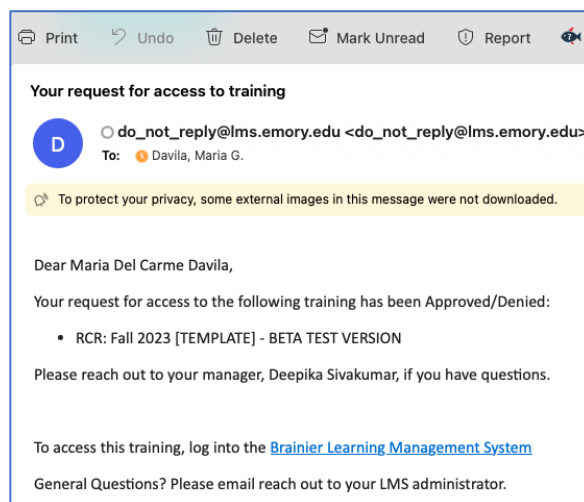 Print Undo Delete Mark Unread Report
Your request for access to training
D
do_not_reply@lms.emory.edu <do_not_reply@lms.emory.edu>
To: Davila, Maria G.
To protect your privacy, some external images in this message were not downloaded.
Dear Maria Del Carme Davila,
Your request for access to the following training has been Approved/Denied:
• RCR: Fall 2023 [TEMPLATE] - BETA TEST VERSION
Please reach out to your manager, Deepika Sivakumar, if you have questions.
To access this training, log into the Brainier Learning Management System
General Questions? Please email reach out to your LMS administrator.